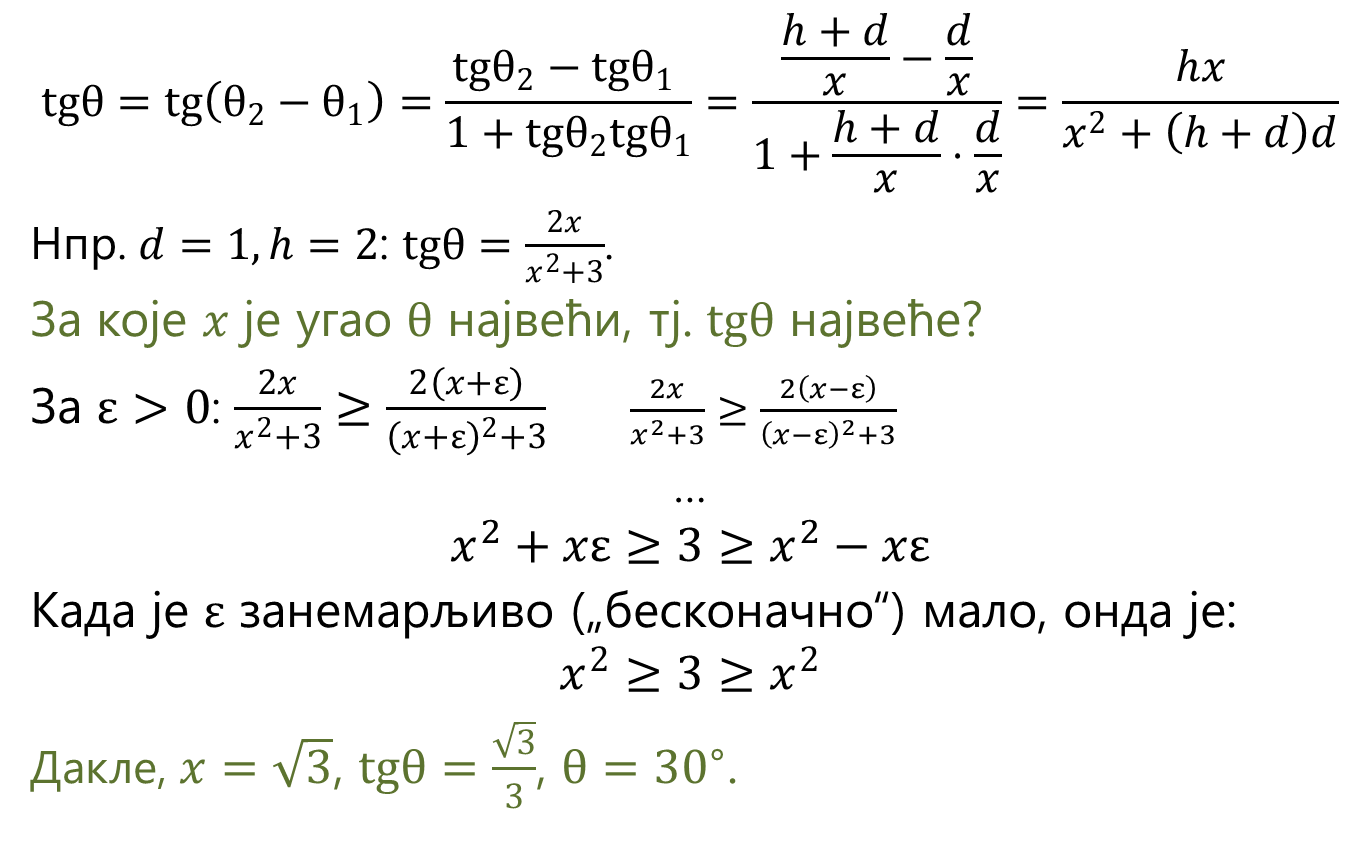 tgθ = tg(θ₂ − θ₁) = (tgθ₂ − tgθ₁)/(1 + tgθ₂tgθ₁) = ((h + d)/x − d/x)/(1 + (h + d)/x · d/x) = hx/(x² + (h + d)d)
Нпр. d = 1, h = 2: tgθ = 2x/(x²+3).
За које x је угао θ највећи, тј. tgθ највеће?
За ε > 0: 2x/(x²+3) ≥ 2(x+ε)/((x+ε)²+3) 2x/(x²+3) ≥ 2(x−ε)/((x−ε)²+3)
...
x² + xε ≥ 3 ≥ x² − xε
Када је ε занемарљиво („бесконачно“) мало, онда је:
x² ≥ 3 ≥ x²
Дакле, x = √3, tgθ = √3/3, θ = 30°.